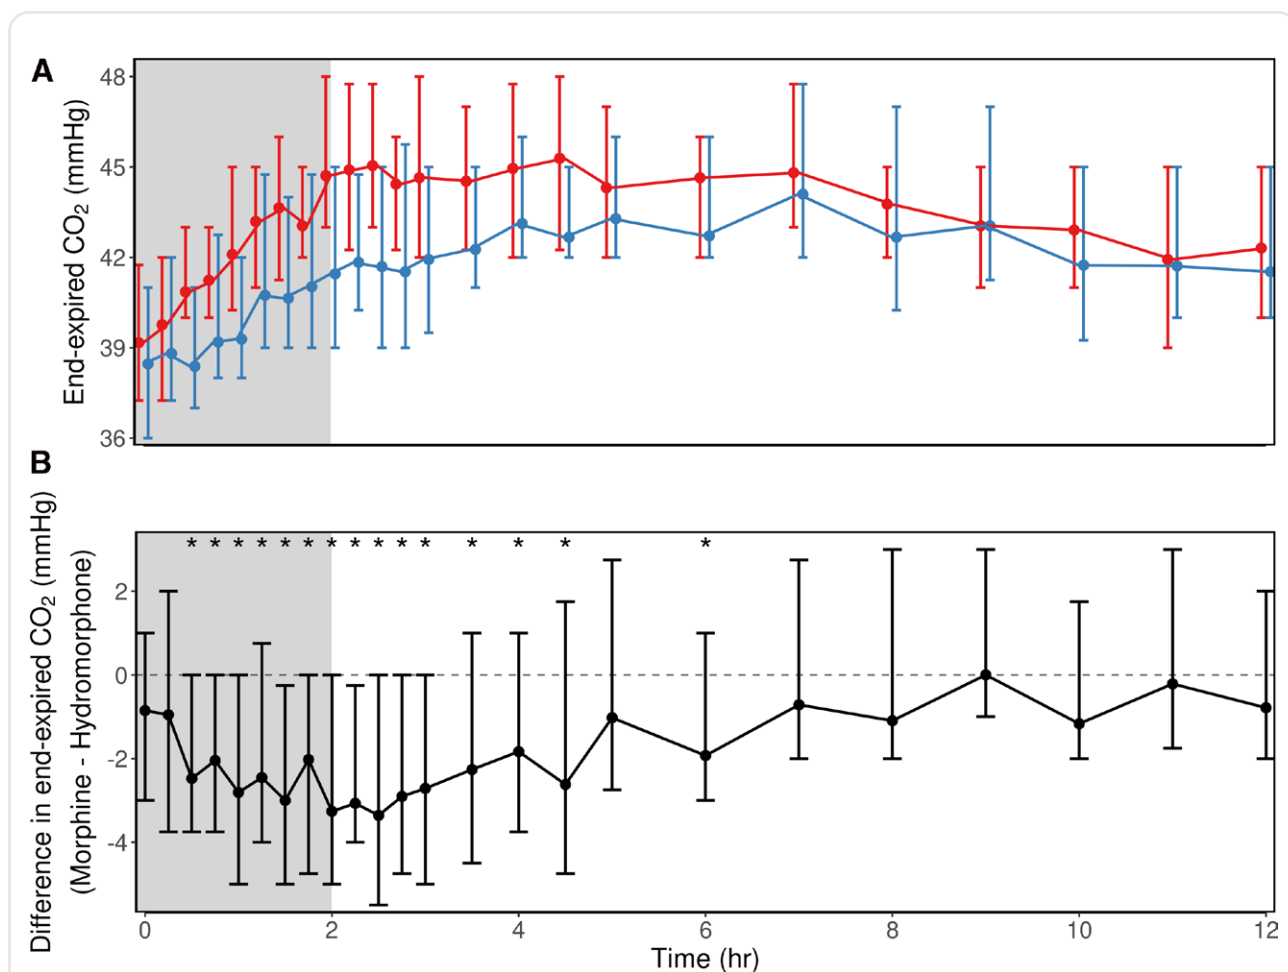 A
End-expired CO₂ (mmHg)
48
45
42
39
36
B
Difference in end-expired CO₂ (mmHg)
(Morphine - Hydromorphone)
* * * * * * * * * * * * * * *
2
0
-2
-4
0 2 4 6 8 10 12
Time (hr)